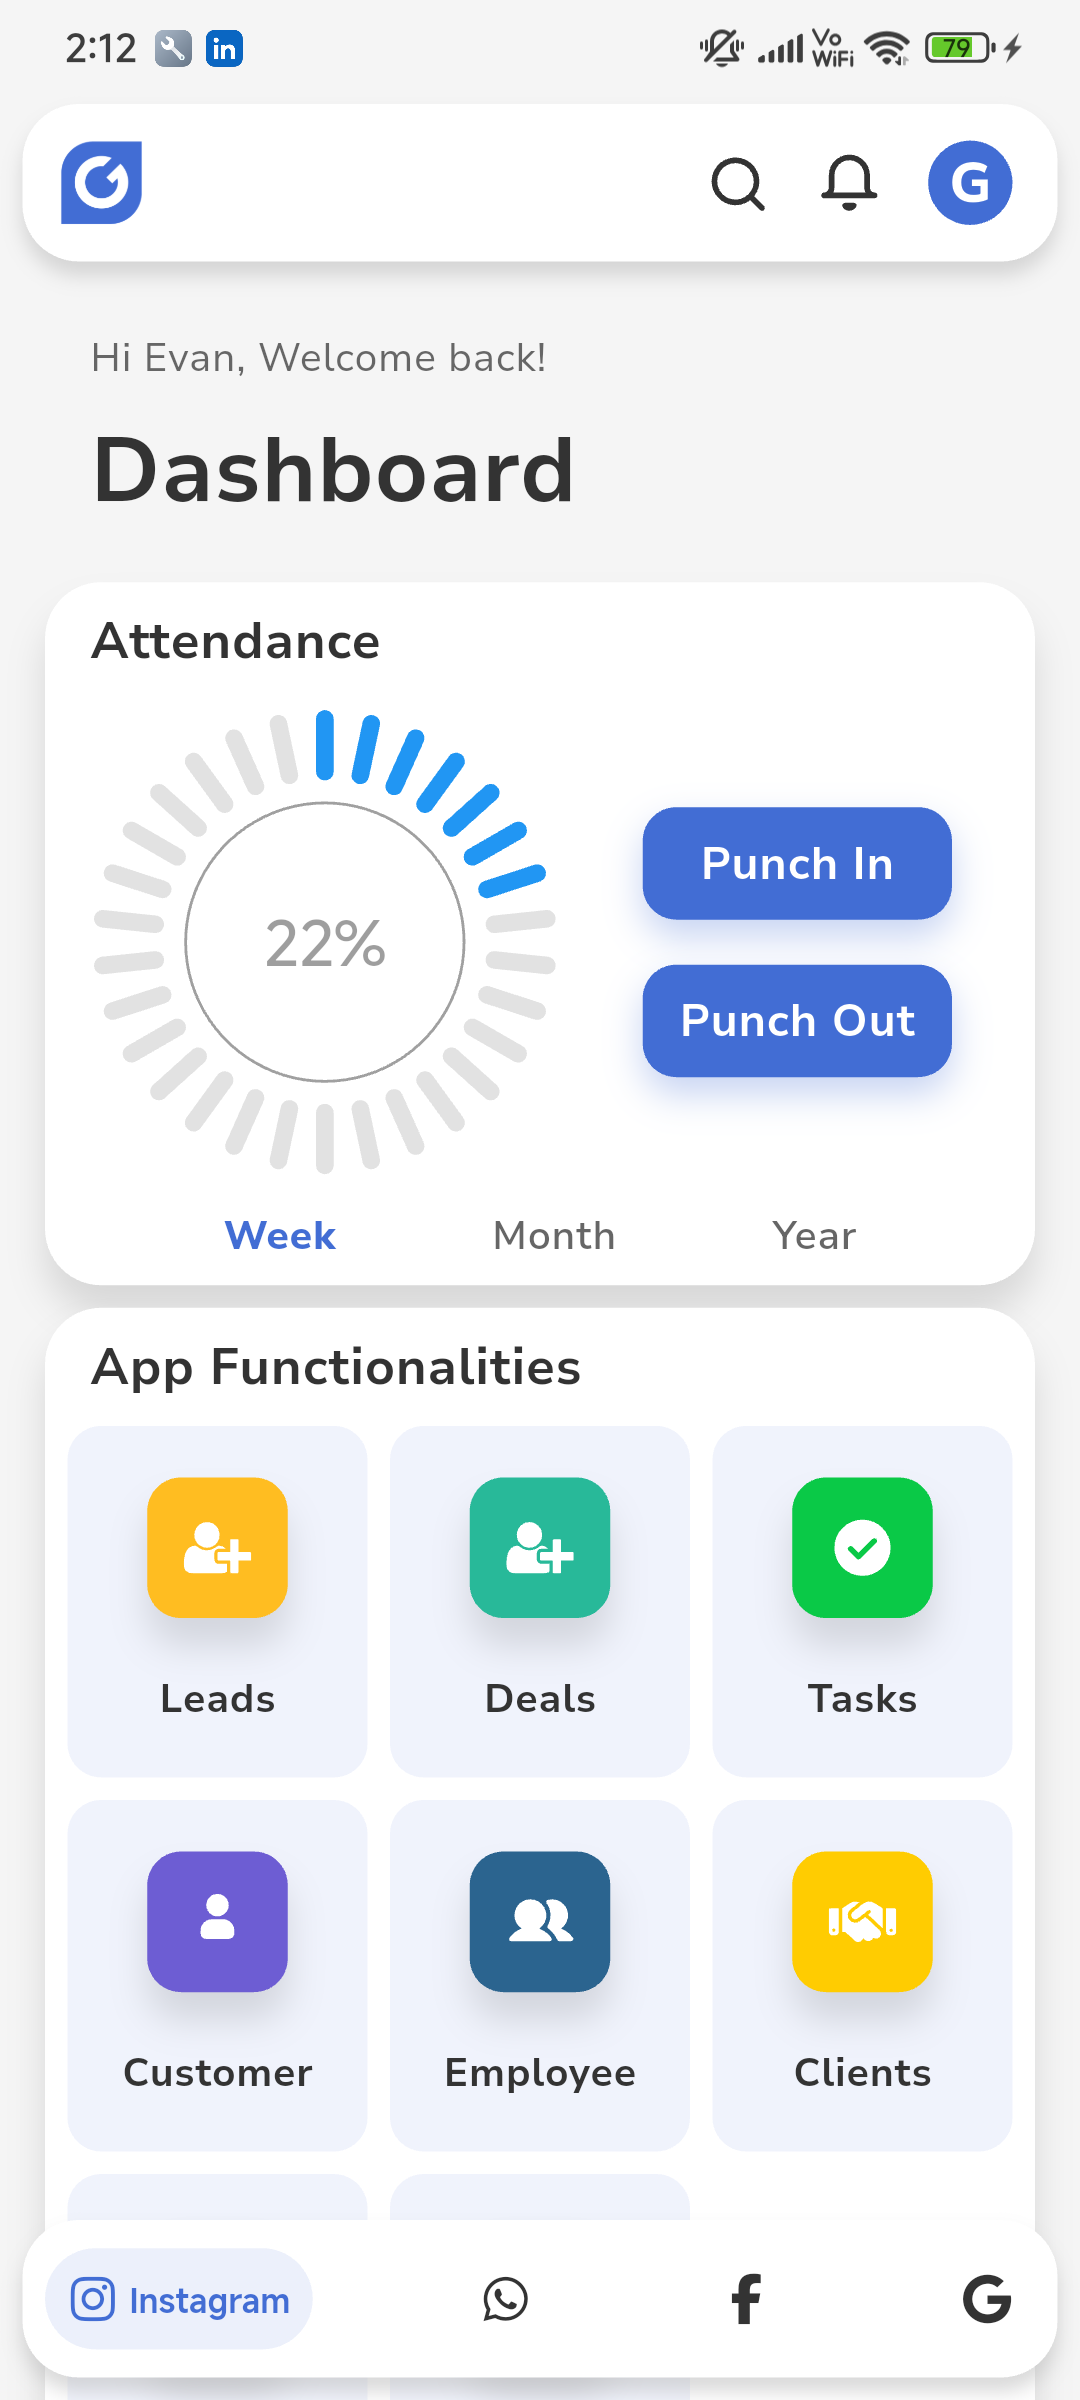 2:12 in Vo WiFi 79
G
Hi Evan, Welcome back!
Dashboard
Attendance
22%
Punch In
Punch Out
Week Month Year
App Functionalities
Leads Deals Tasks
Customer Employee Clients
Instagram